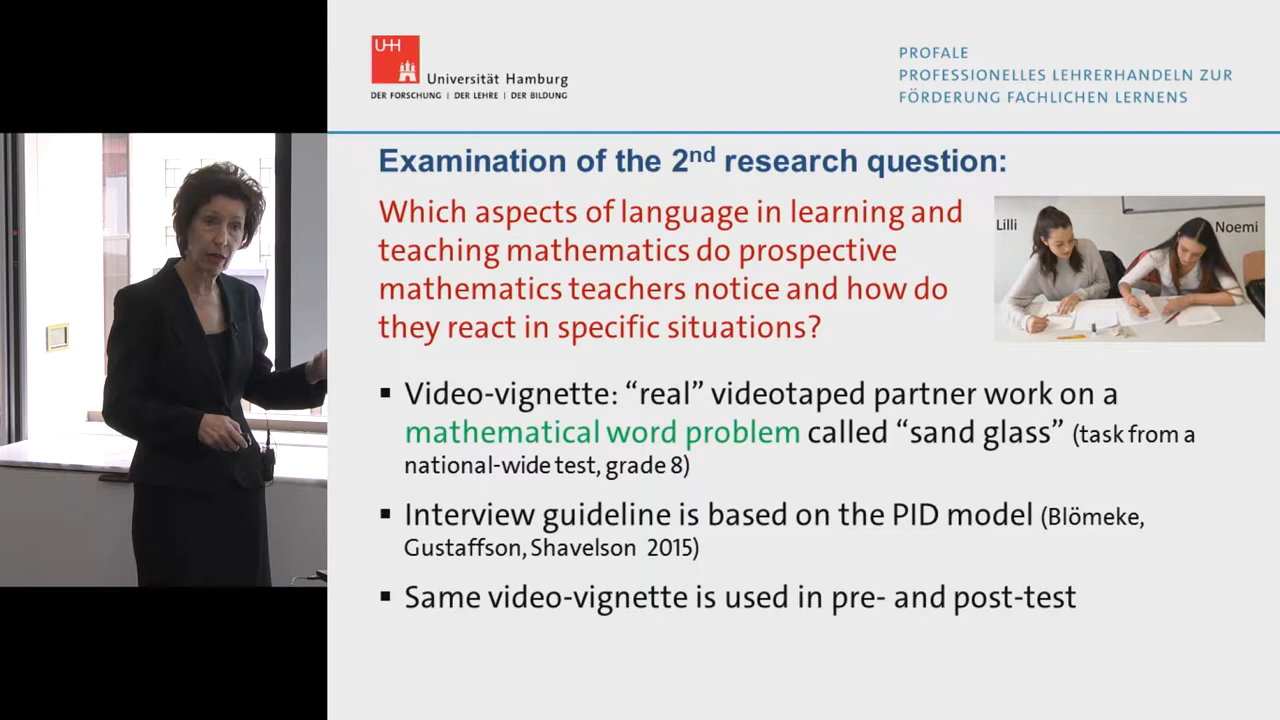 UHH
Universität Hamburg
DER FORSCHUNG | DER LEHRE | DER BILDUNG
PROFALE
PROFESSIONELLES LEHRERHANDELN ZUR
FÖRDERUNG FACHLICHEN LERNENS
Examination of the 2nd research question:
Which aspects of language in learning and
teaching mathematics do prospective
mathematics teachers notice and how do
they react in specific situations?
Lilli
Noemi
▪ Video-vignette: “real” videotaped partner work on a
mathematical word problem called “sand glass” (task from a
national-wide test, grade 8)
▪ Interview guideline is based on the PID model (Blömeke,
Gustaffson, Shavelson 2015)
▪ Same video-vignette is used in pre- and post-test